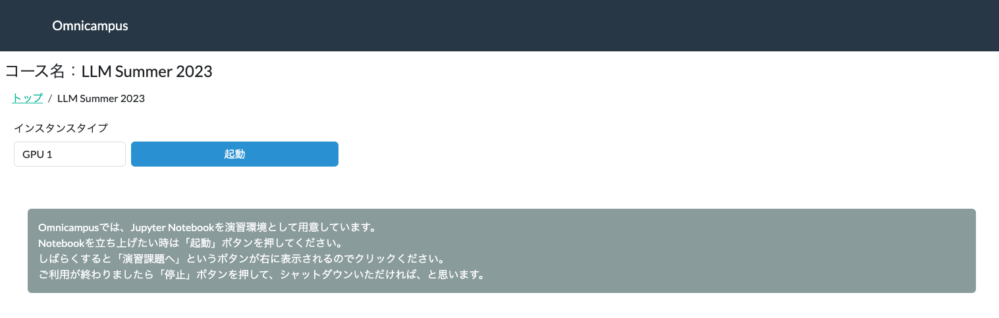 Omnicampus
コース名：LLM Summer 2023
トップ / LLM Summer 2023
インスタンスタイプ
GPU 1 起動
Omnicampusでは、Jupyter Notebookを演習環境として用意しています。
Notebookを立ち上げたい時は「起動」ボタンを押してください。
しばらくすると「演習課題へ」というボタンが右に表示されるのでクリックください。
ご利用が終わりましたら「停止」ボタンを押して、シャットダウンいただければ、と思います。